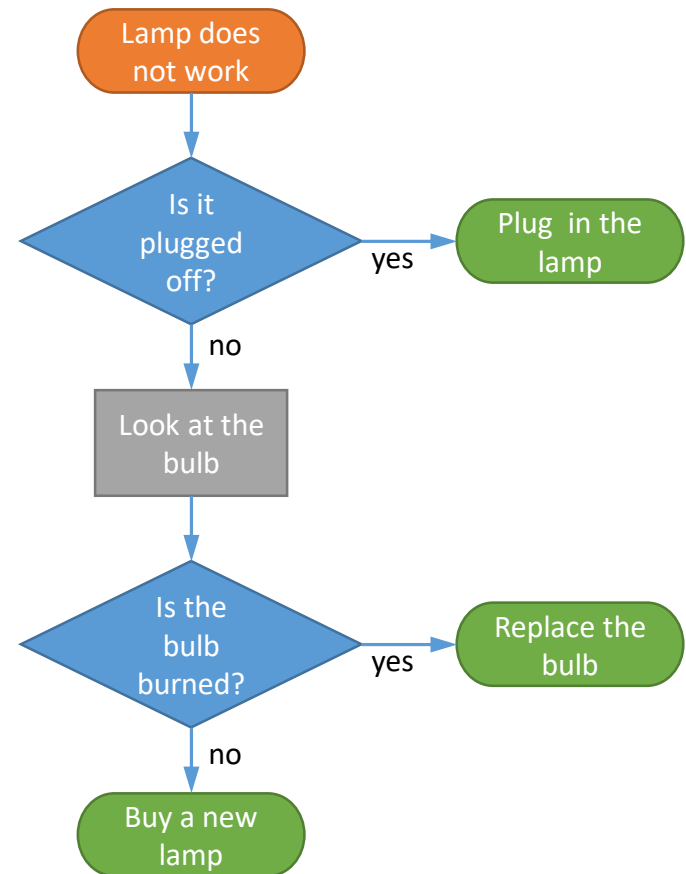 Lamp does
not work
Is it
plugged
off?
yes
Plug in the
lamp
no
Look at the
bulb
Is the
bulb
burned?
yes
Replace the
bulb
no
Buy a new
lamp